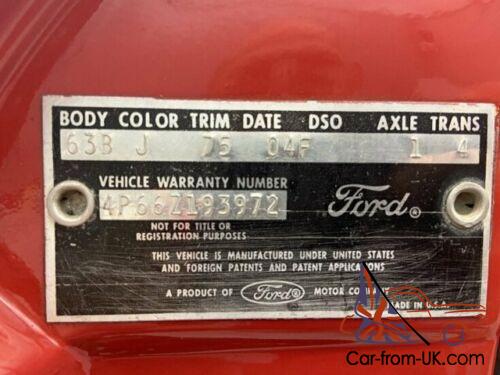 BODY COLOR TRIM DATE DSO AXLE TRANS
63B J 75 04F 1 4
VEHICLE WARRANTY NUMBER
4P66Z193972
Ford®
NOT FOR TITLE OR
REGISTRATION PURPOSES
THIS VEHICLE IS MANUFACTURED UNDER UNITED STATES
AND FOREIGN PATENTS AND PATENT APPLICATIONS
A PRODUCT OF Ford® MOTOR COMPANY
MADE IN U.S.A.
Car-from-UK.com